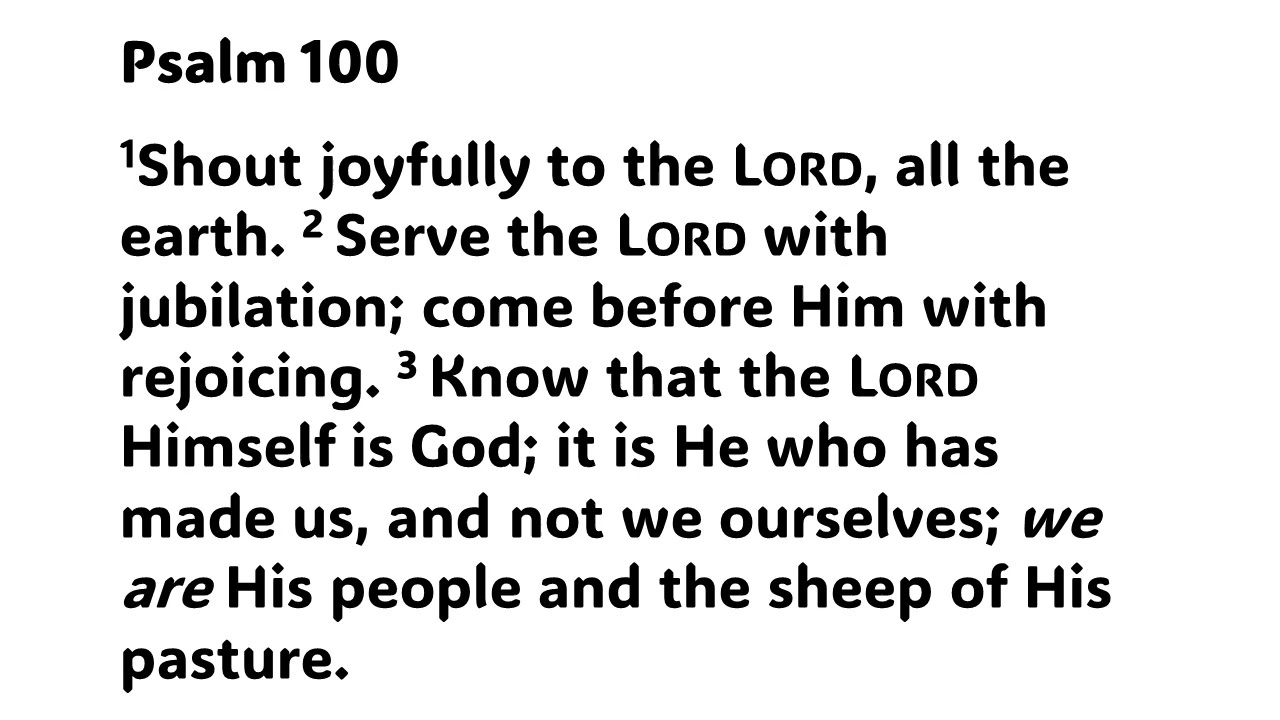 Psalm 100
¹Shout joyfully to the LORD, all the
earth. ² Serve the LORD with
jubilation; come before Him with
rejoicing. ³ Know that the LORD
Himself is God; it is He who has
made us, and not we ourselves; we
are His people and the sheep of His
pasture.